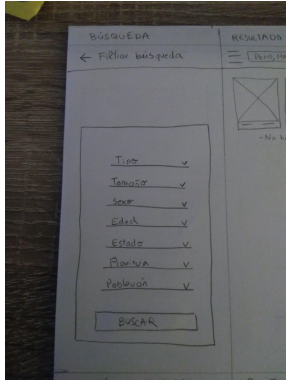 BÚSQUEDA
← Filtrar búsqueda
Tipo
Tamaño
Sexo
Edad
Estado
Provincia
Población
BUSCAR
RESULTADO